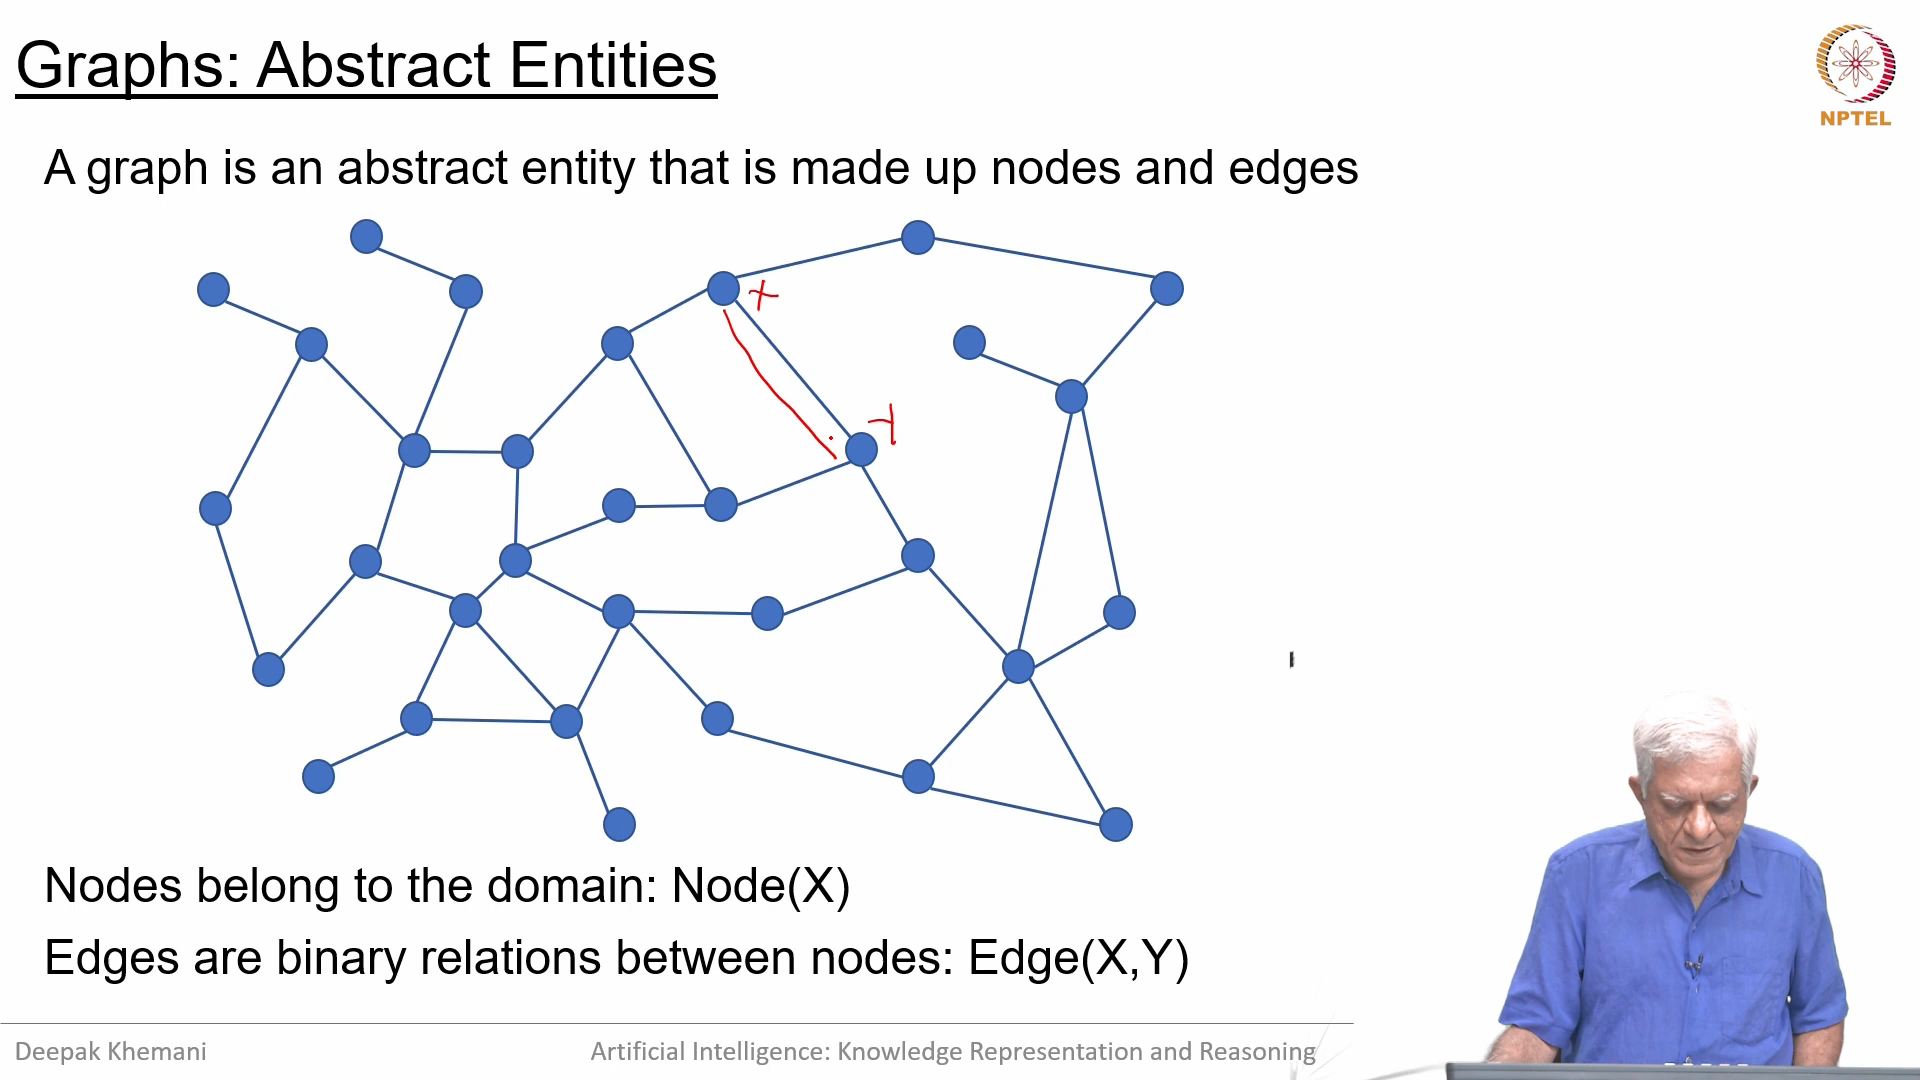 Graphs: Abstract Entities
NPTEL
A graph is an abstract entity that is made up nodes and edges
X
Y
Nodes belong to the domain: Node(X)
Edges are binary relations between nodes: Edge(X,Y)
Deepak Khemani
Artificial Intelligence: Knowledge Representation and Reasoning